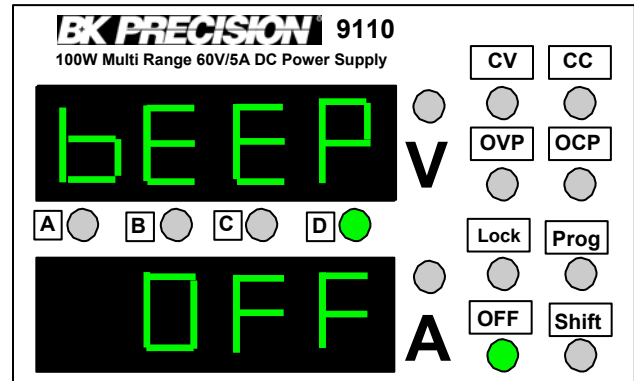 BK PRECISION® 9110
100W Multi Range 60V/5A DC Power Supply
CV CC
bEEP
V
OVP OCP
A B C D
Lock Prog
OFF
A
OFF Shift